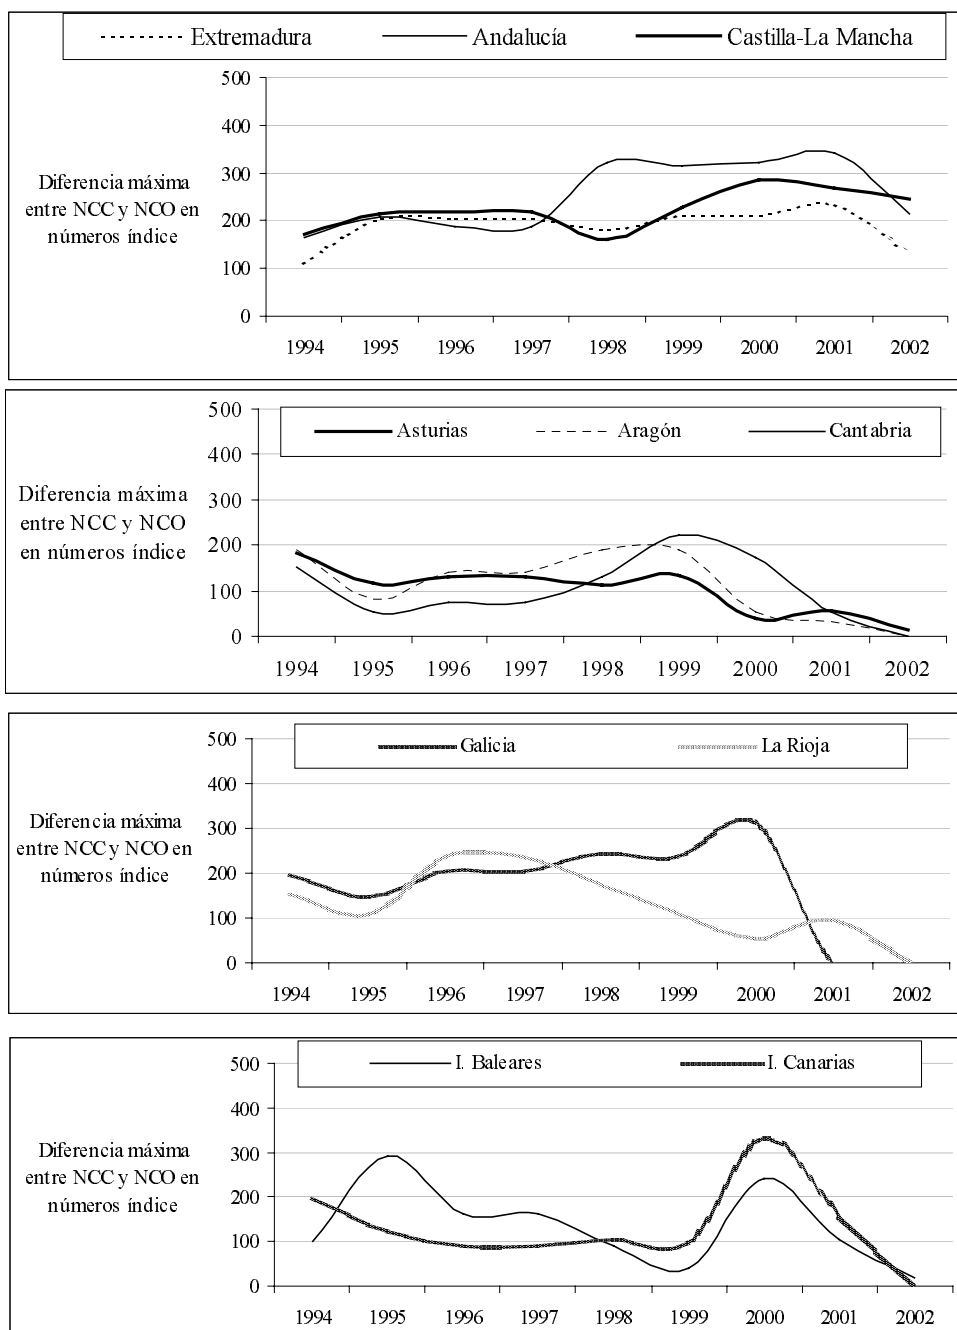 Extremadura Andalucía Castilla-La Mancha
Diferencia máxima
entre NCC y NCO en
números índice
500
400
300
200
100
0
1994 1995 1996 1997 1998 1999 2000 2001 2002
Asturias Aragón Cantabria
Diferencia máxima
entre NCC y NCO
en números índice
500
400
300
200
100
0
1994 1995 1996 1997 1998 1999 2000 2001 2002
Galicia La Rioja
Diferencia máxima
entre NCC y NCO en
números índice
500
400
300
200
100
0
1994 1995 1996 1997 1998 1999 2000 2001 2002
I. Baleares I. Canarias
Diferencia máxima
entre NCC y NCO en
números índice
500
400
300
200
100
0
1994 1995 1996 1997 1998 1999 2000 2001 2002